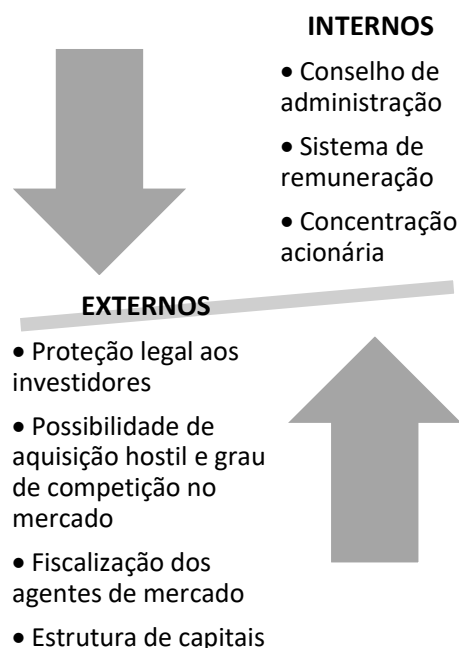 INTERNOS
• Conselho de
administração
• Sistema de
remuneração
• Concentração
acionária
EXTERNOS
• Proteção legal aos
investidores
• Possibilidade de
aquisição hostil e grau
de competição no
mercado
• Fiscalização dos
agentes de mercado
• Estrutura de capitais